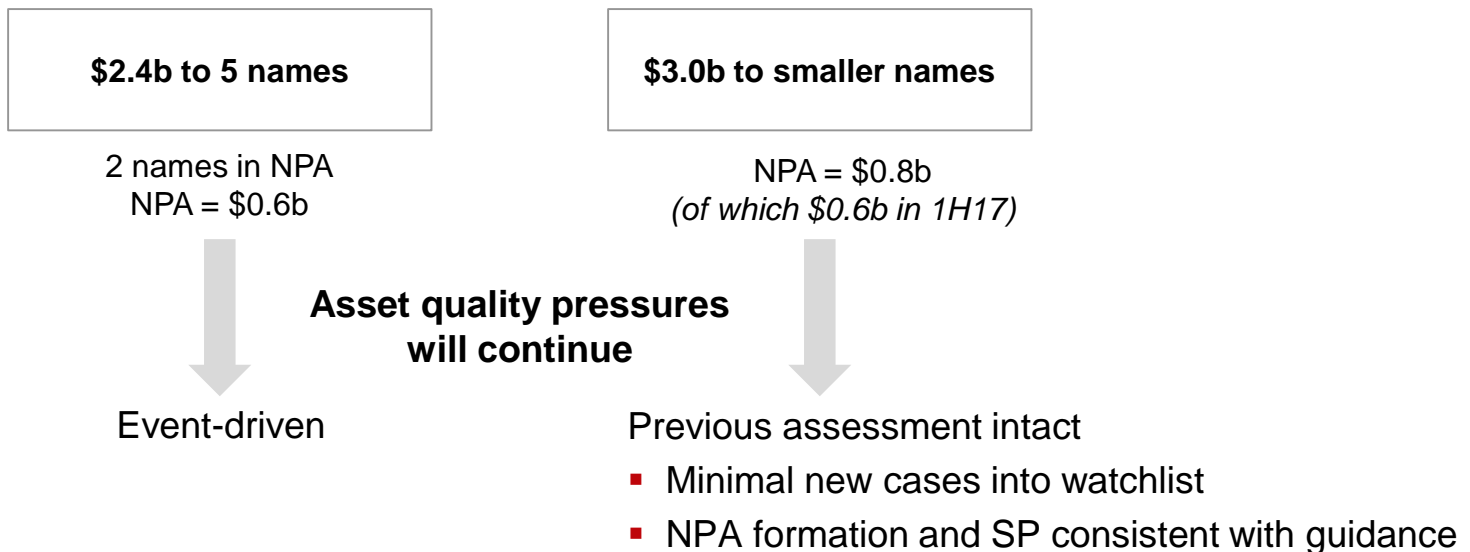 $2.4b to 5 names
$3.0b to smaller names
2 names in NPA
NPA = $0.6b
NPA = $0.8b
(of which $0.6b in 1H17)
Asset quality pressures
will continue
Event-driven
Previous assessment intact
▪ Minimal new cases into watchlist
▪ NPA formation and SP consistent with guidance